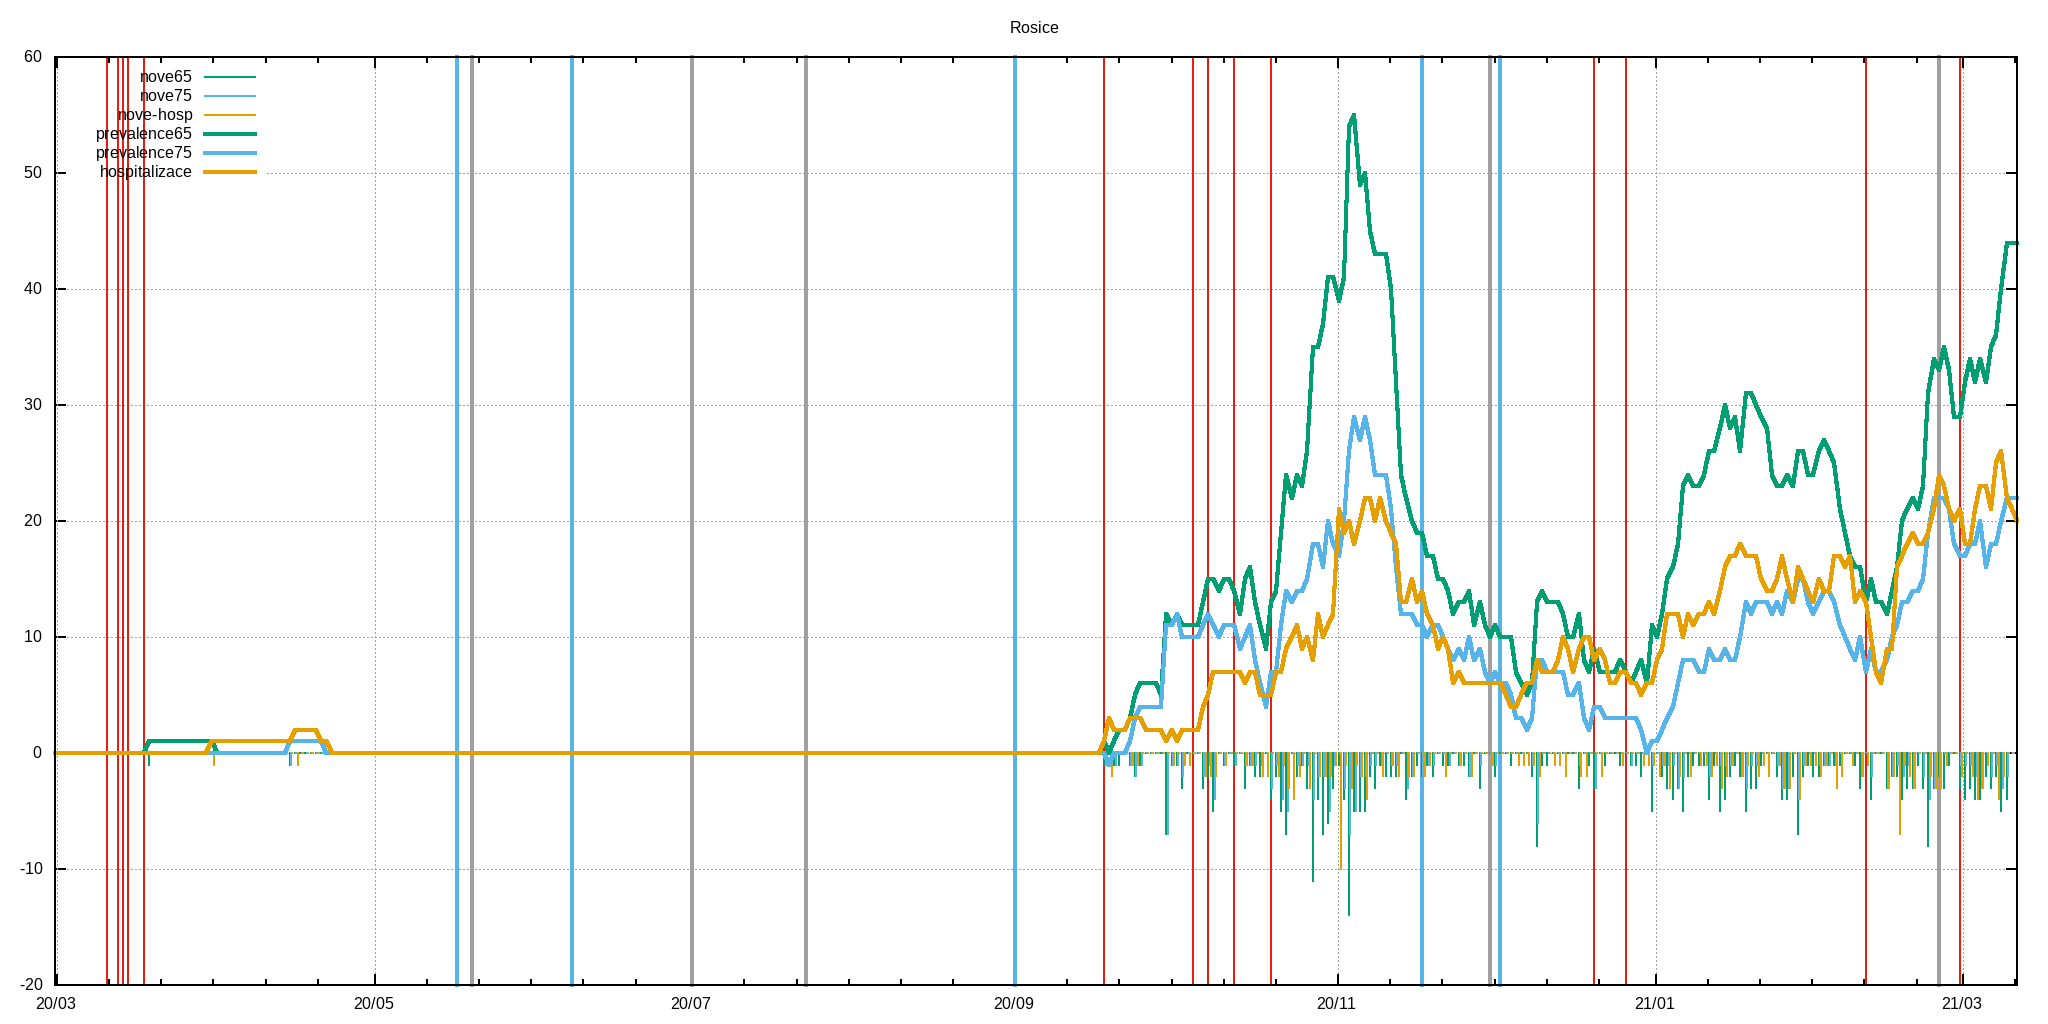 Rosice
60
nove65
nove75
nove-hosp
prevalence65
prevalence75
hospitalizace
50
40
30
20
10
0
-10
-20
20/03 20/05 20/07 20/09 20/11 21/01 21/03